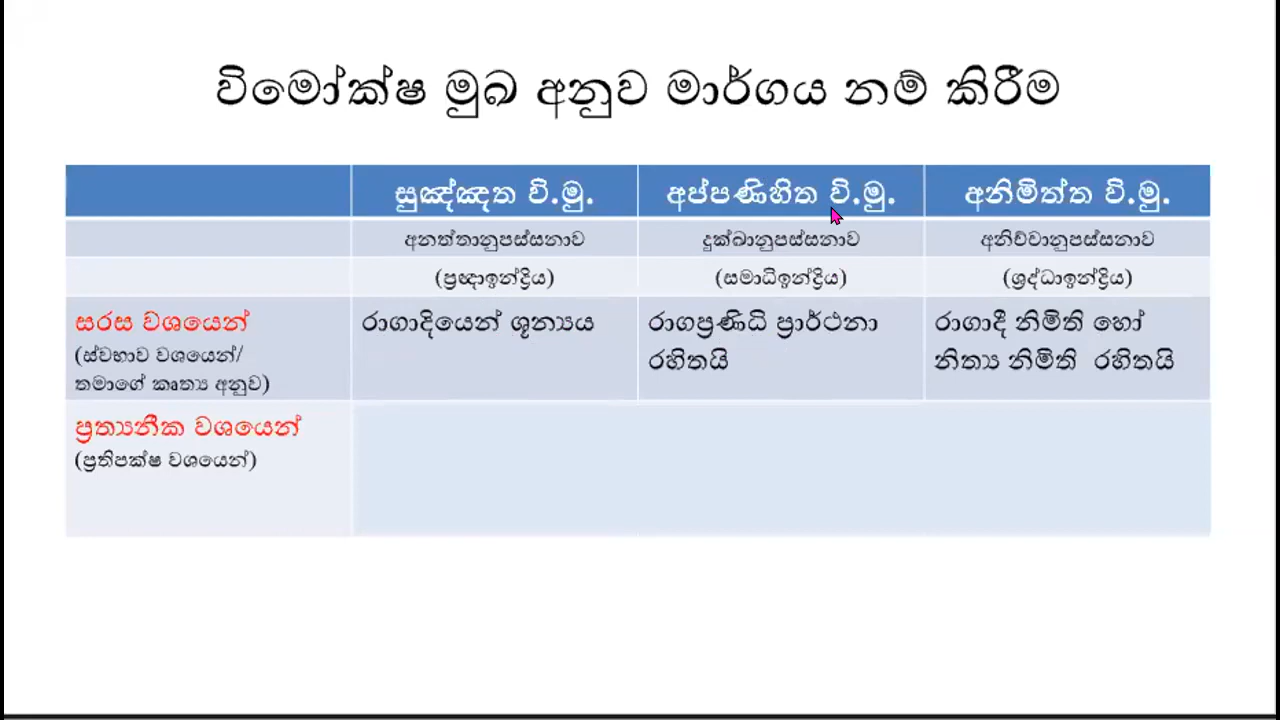 විමෝක්ෂ මුඛ අනුව මාර්ගය නම් කිරීම
සුඤ්ඤත වි.මු. අප්පණිහිත වි.මු. අනිමිත්ත වි.මු.
අනත්තානුපස්සනාව දුක්ඛානුපස්සනාව අනිච්චානුපස්සනාව
(ප්‍රඥාඉන්ද්‍රිය) (සමාධිඉන්ද්‍රිය) (ශ්‍රද්ධාඉන්ද්‍රිය)
සරස වශයෙන් රාගාදියෙන් ශූන්‍යය රාගප්‍රණිධි ප්‍රාර්ථනා රාගාදී නිමිති හෝ
(ස්වභාව වශයෙන්/ රහිතයි නිත්‍ය නිමිති රහිතයි
තමාගේ කෘත්‍ය අනුව)
ප්‍රත්‍යනීක වශයෙන්
(ප්‍රතිපක්ෂ වශයෙන්)